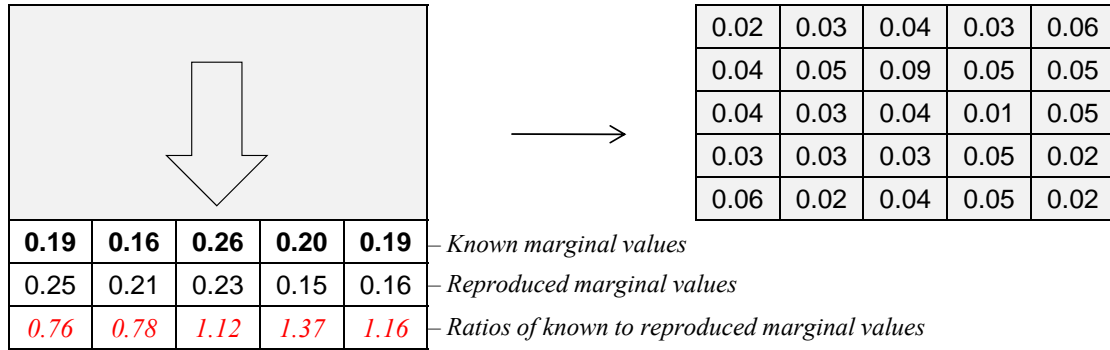 0.02 0.03 0.04 0.03 0.06
0.04 0.05 0.09 0.05 0.05
0.04 0.03 0.04 0.01 0.05
0.03 0.03 0.03 0.05 0.02
0.06 0.02 0.04 0.05 0.02
0.19 0.16 0.26 0.20 0.19 – Known marginal values
0.25 0.21 0.23 0.15 0.16 – Reproduced marginal values
0.76 0.78 1.12 1.37 1.16 – Ratios of known to reproduced marginal values